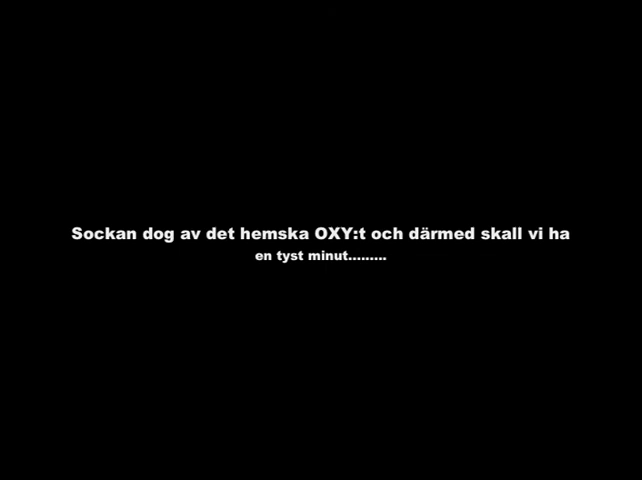 Sockan dog av det hemska OXY:t och därmed skall vi ha
en tyst minut.........